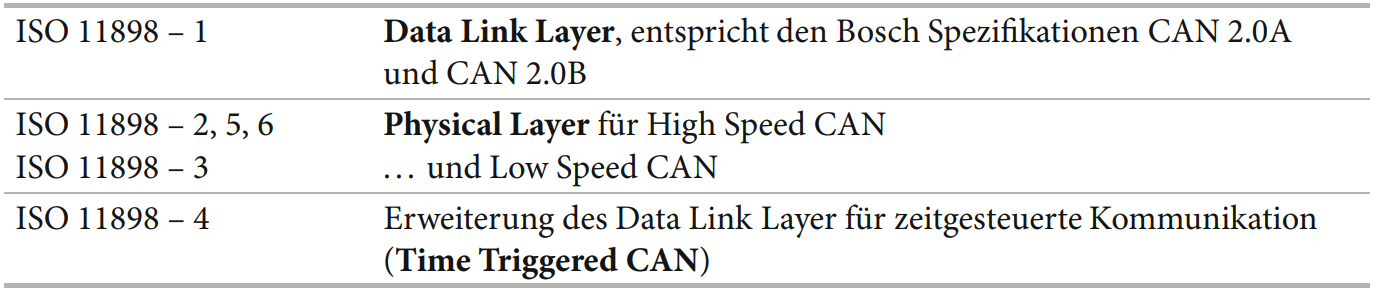 ISO 11898 – 1 Data Link Layer, entspricht den Bosch Spezifikationen CAN 2.0A
und CAN 2.0B
ISO 11898 – 2, 5, 6 Physical Layer für High Speed CAN
ISO 11898 – 3 … und Low Speed CAN
ISO 11898 – 4 Erweiterung des Data Link Layer für zeitgesteuerte Kommunikation
(Time Triggered CAN)